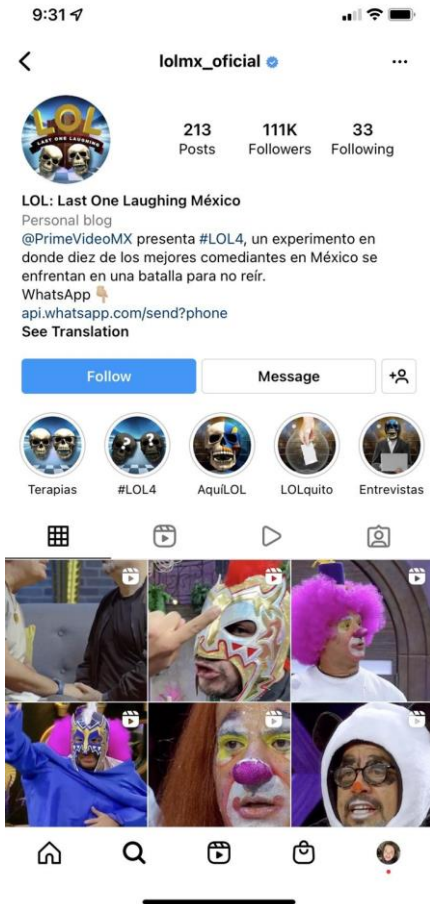 9:31
lolmx_oficial
LOL
LAST ONE LAUGHING
213 111K 33
Posts Followers Following
LOL: Last One Laughing México
Personal blog
@PrimeVideoMX presenta #LOL4, un experimento en
donde diez de los mejores comediantes en México se
enfrentan en una batalla para no reír.
WhatsApp
api.whatsapp.com/send?phone
See Translation
Follow Message
? ?
Terapias #LOL4 AquíLOL LOLquito Entrevistas